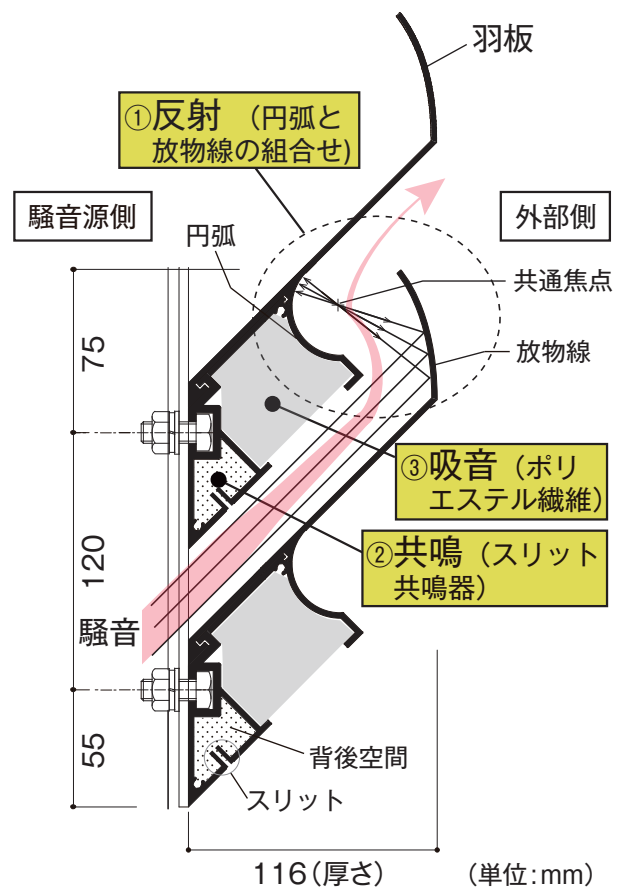 羽板
①反射 (円弧と
放物線の組合せ)
騒音源側
外部側
円弧
共通焦点
75
放物線
③吸音 (ポリ
エステル繊維)
②共鳴 (スリット
共鳴器)
120
騒音
55
背後空間
スリット
116(厚さ)
(単位:mm)